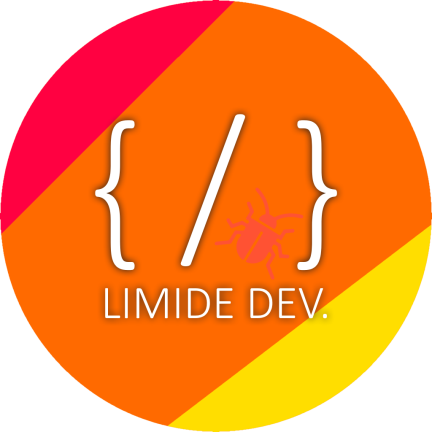 { / }
LIMIDE DEV.